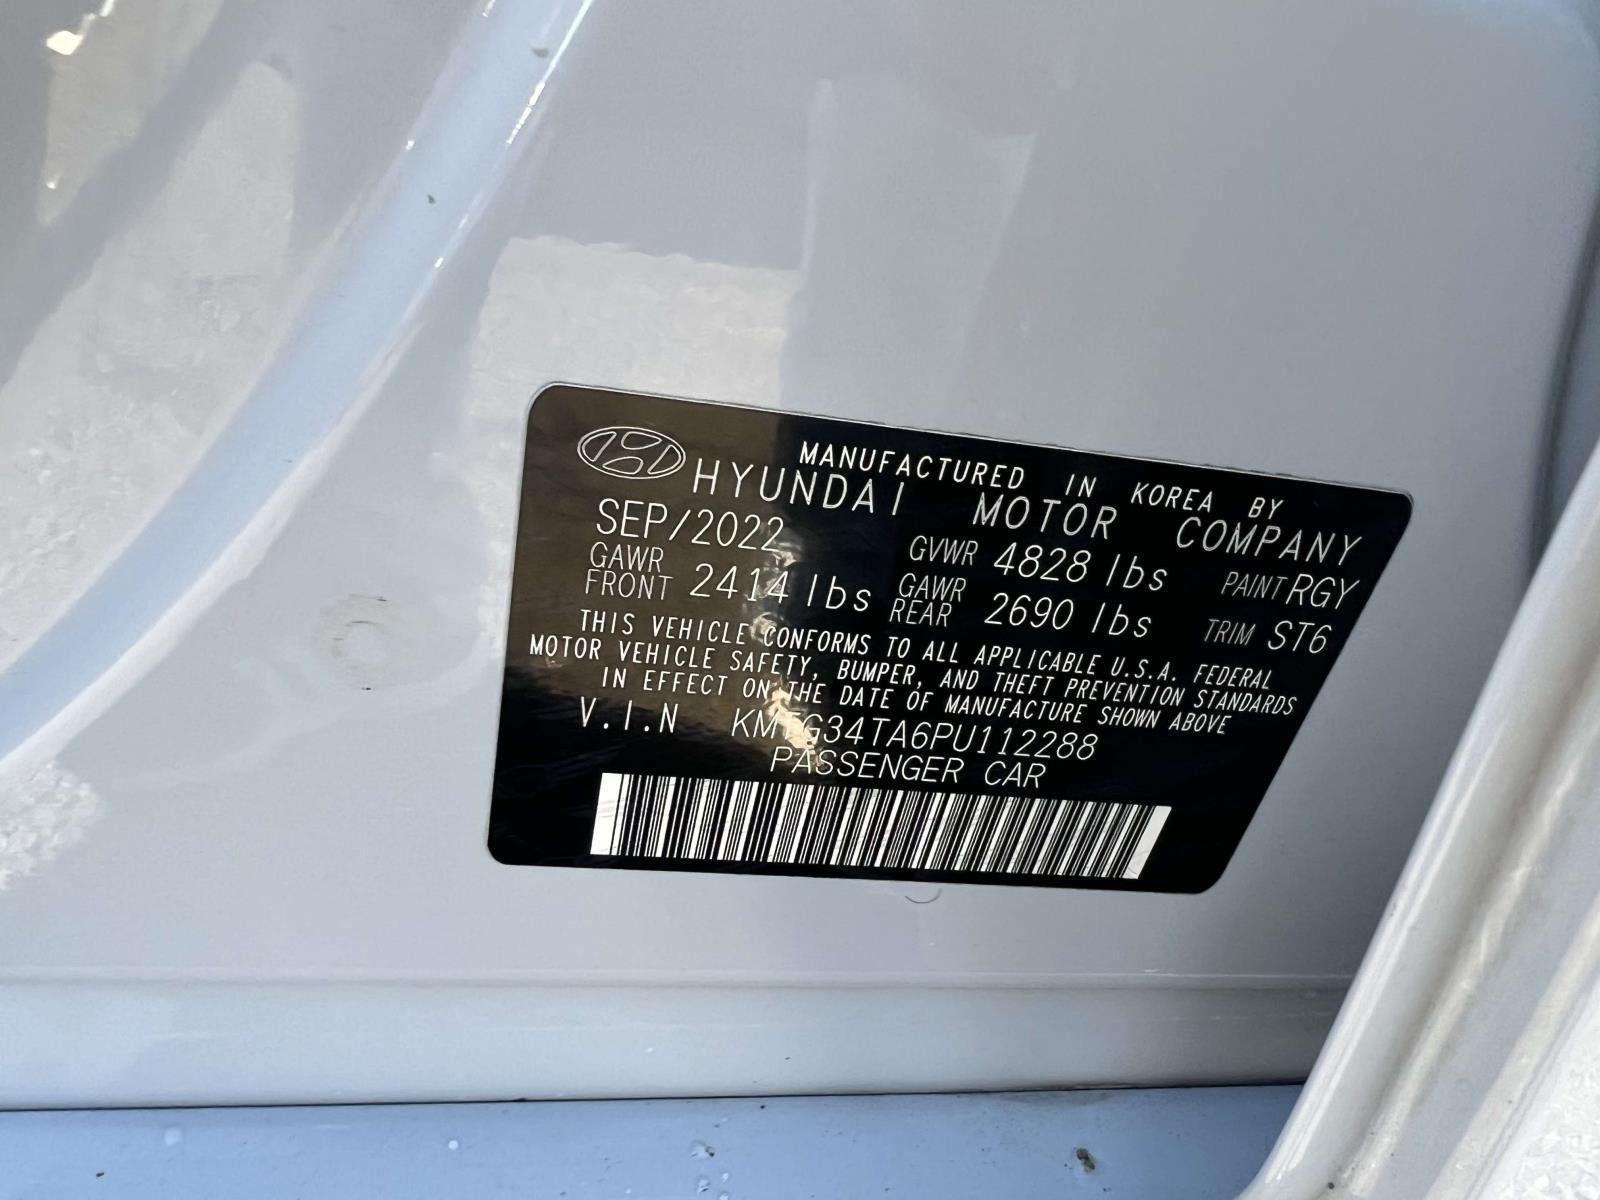 MANUFACTURED IN KOREA BY
HYUNDAI MOTOR COMPANY
SEP/2022 GVWR 4828 lbs PAINT RGY
GAWR FRONT 2414 lbs GAWR REAR 2690 lbs TRIM ST6
THIS VEHICLE CONFORMS TO ALL APPLICABLE U.S.A. FEDERAL
MOTOR VEHICLE SAFETY, BUMPER, AND THEFT PREVENTION STANDARDS
IN EFFECT ON THE DATE OF MANUFACTURE SHOWN ABOVE
V.I.N KMTG34TA6PU112288
PASSENGER CAR